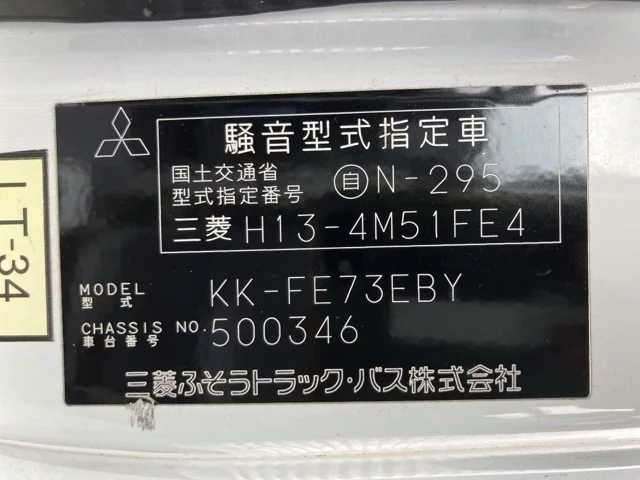 騒音型式指定車
国土交通省
型式指定番号 自N-295
三菱 H13-4M51FE4
MODEL
型式 KK-FE73EBY
CHASSIS NO.
車台番号 500346
三菱ふそうトラック・バス株式会社
LT-34